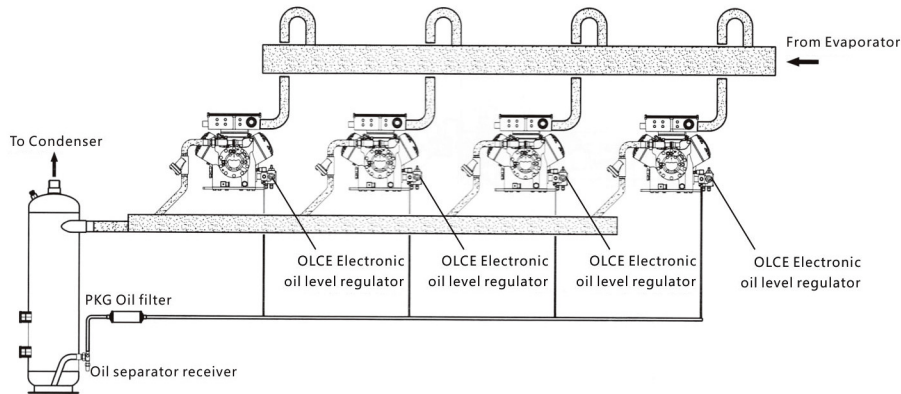 From Evaporator
To Condenser
OLCE Electronic
oil level regulator
OLCE Electronic
oil level regulator
OLCE Electronic
oil level regulator
OLCE Electronic
oil level regulator
PKG Oil filter
Oil separator receiver